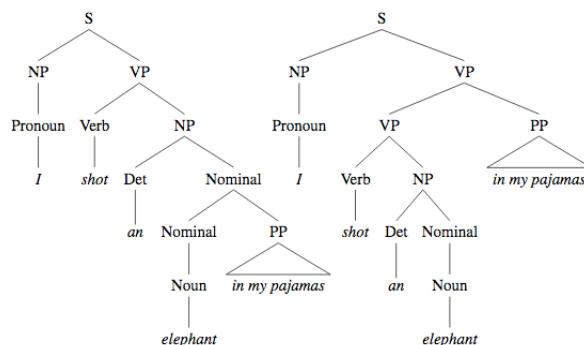 S S
NP VP NP VP
Pronoun Verb NP Pronoun VP PP
I shot Det Nominal I Verb NP in my pajamas
an Nominal PP shot Det Nominal
Noun in my pajamas an Noun
elephant elephant